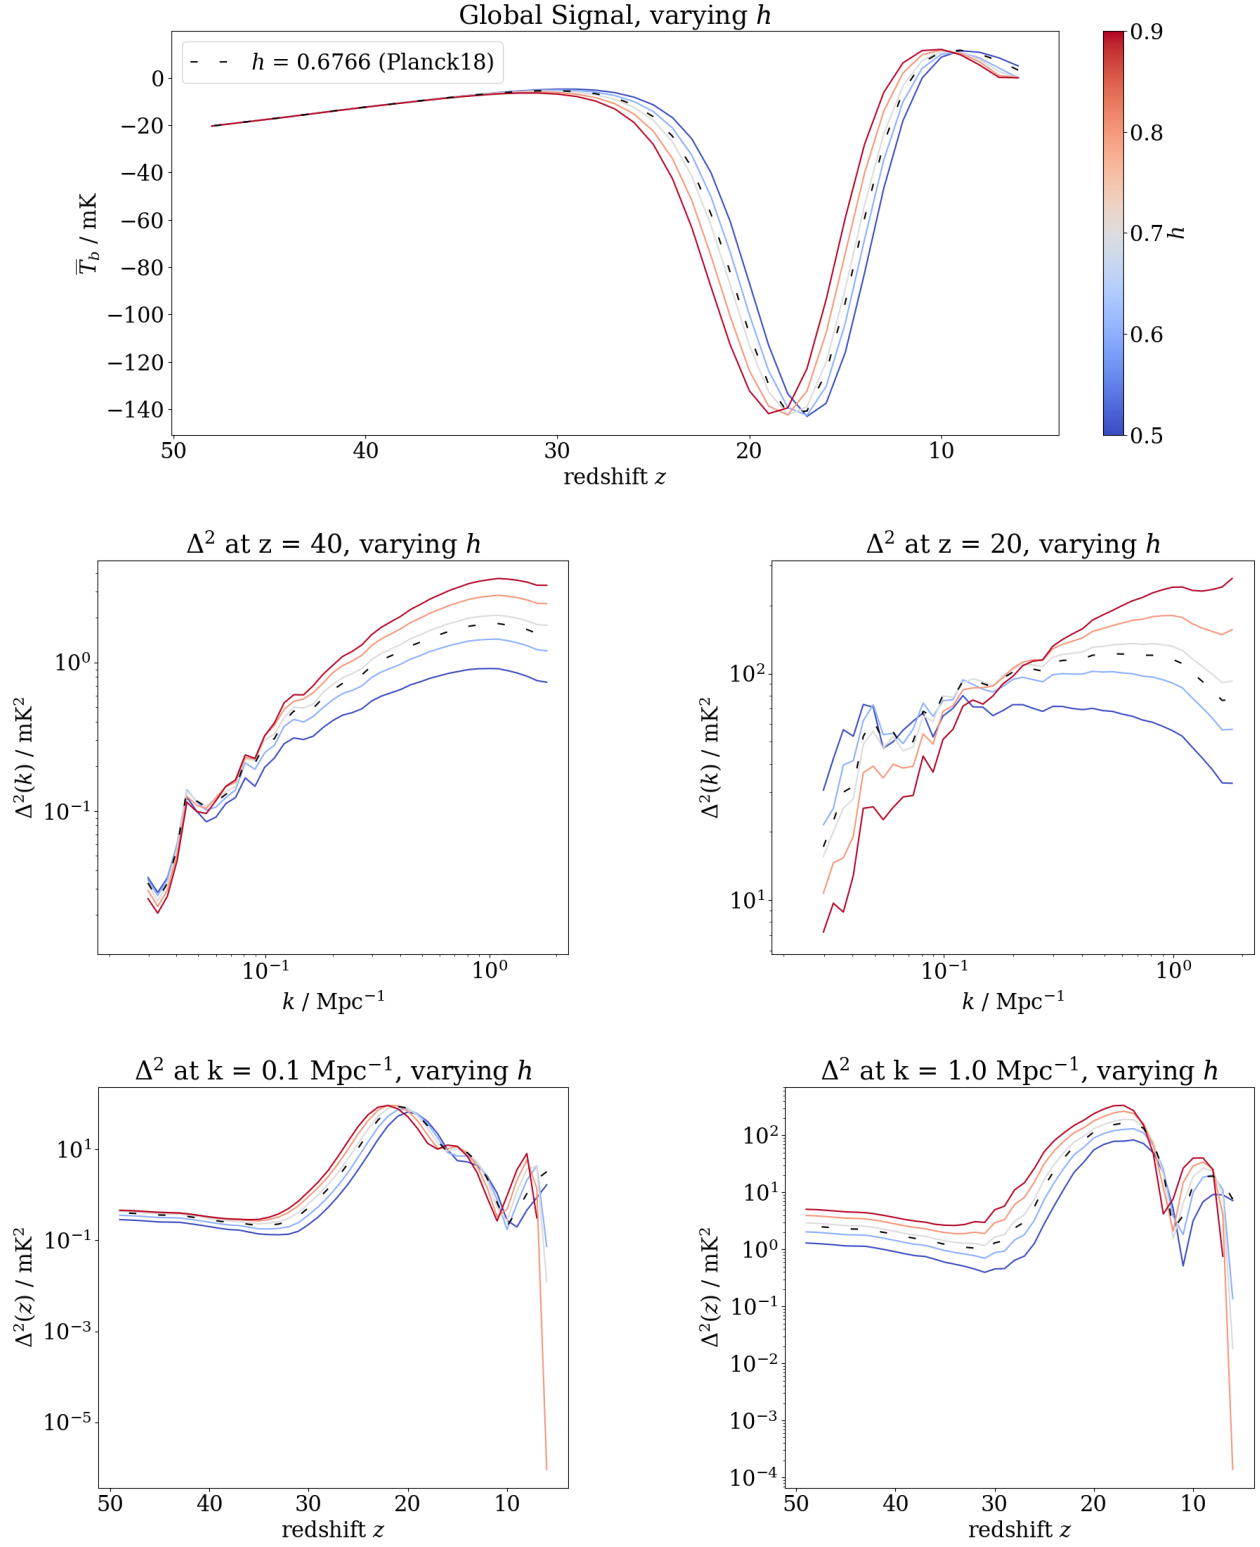 Global Signal, varying h
h = 0.6766 (Planck18)
0
−20
−40
−60
−80
−100
−120
−140
T̅_b / mK
50 40 30 20 10
redshift z
0.9
0.8
0.7
0.6
0.5
h
Δ² at z = 40, varying h
10⁰
10⁻¹
Δ²(k) / mK²
10⁻¹ 10⁰
k / Mpc⁻¹
Δ² at z = 20, varying h
10²
10¹
Δ²(k) / mK²
10⁻¹ 10⁰
k / Mpc⁻¹
Δ² at k = 0.1 Mpc⁻¹, varying h
10¹
10⁻¹
10⁻³
10⁻⁵
Δ²(z) / mK²
50 40 30 20 10
redshift z
Δ² at k = 1.0 Mpc⁻¹, varying h
10²
10¹
10⁰
10⁻¹
10⁻²
10⁻³
10⁻⁴
Δ²(z) / mK²
50 40 30 20 10
redshift z